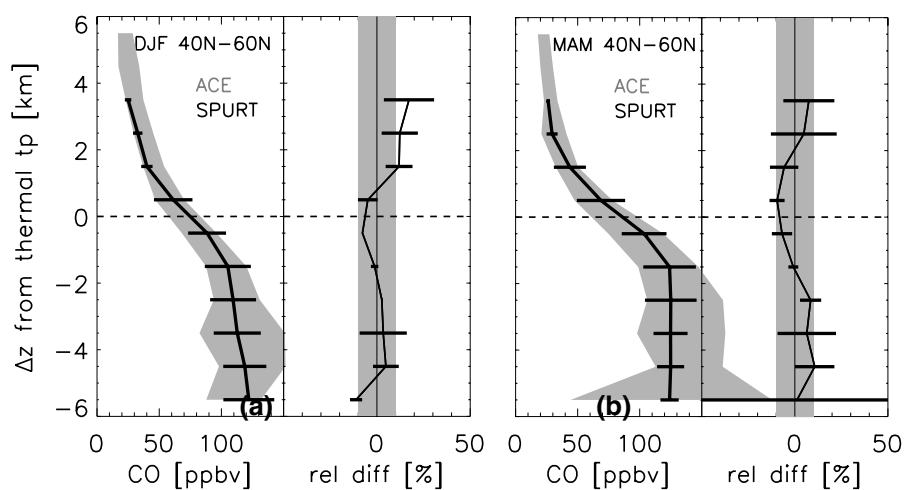 DJF 40N−60N
ACE
SPURT
MAM 40N−60N
ACE
SPURT
Δz from thermal tp [km]
6
4
2
0
−2
−4
−6
(a)
(b)
0 50 100
0 50
0 50 100
0 50
CO [ppbv]
rel diff [%]
CO [ppbv]
rel diff [%]